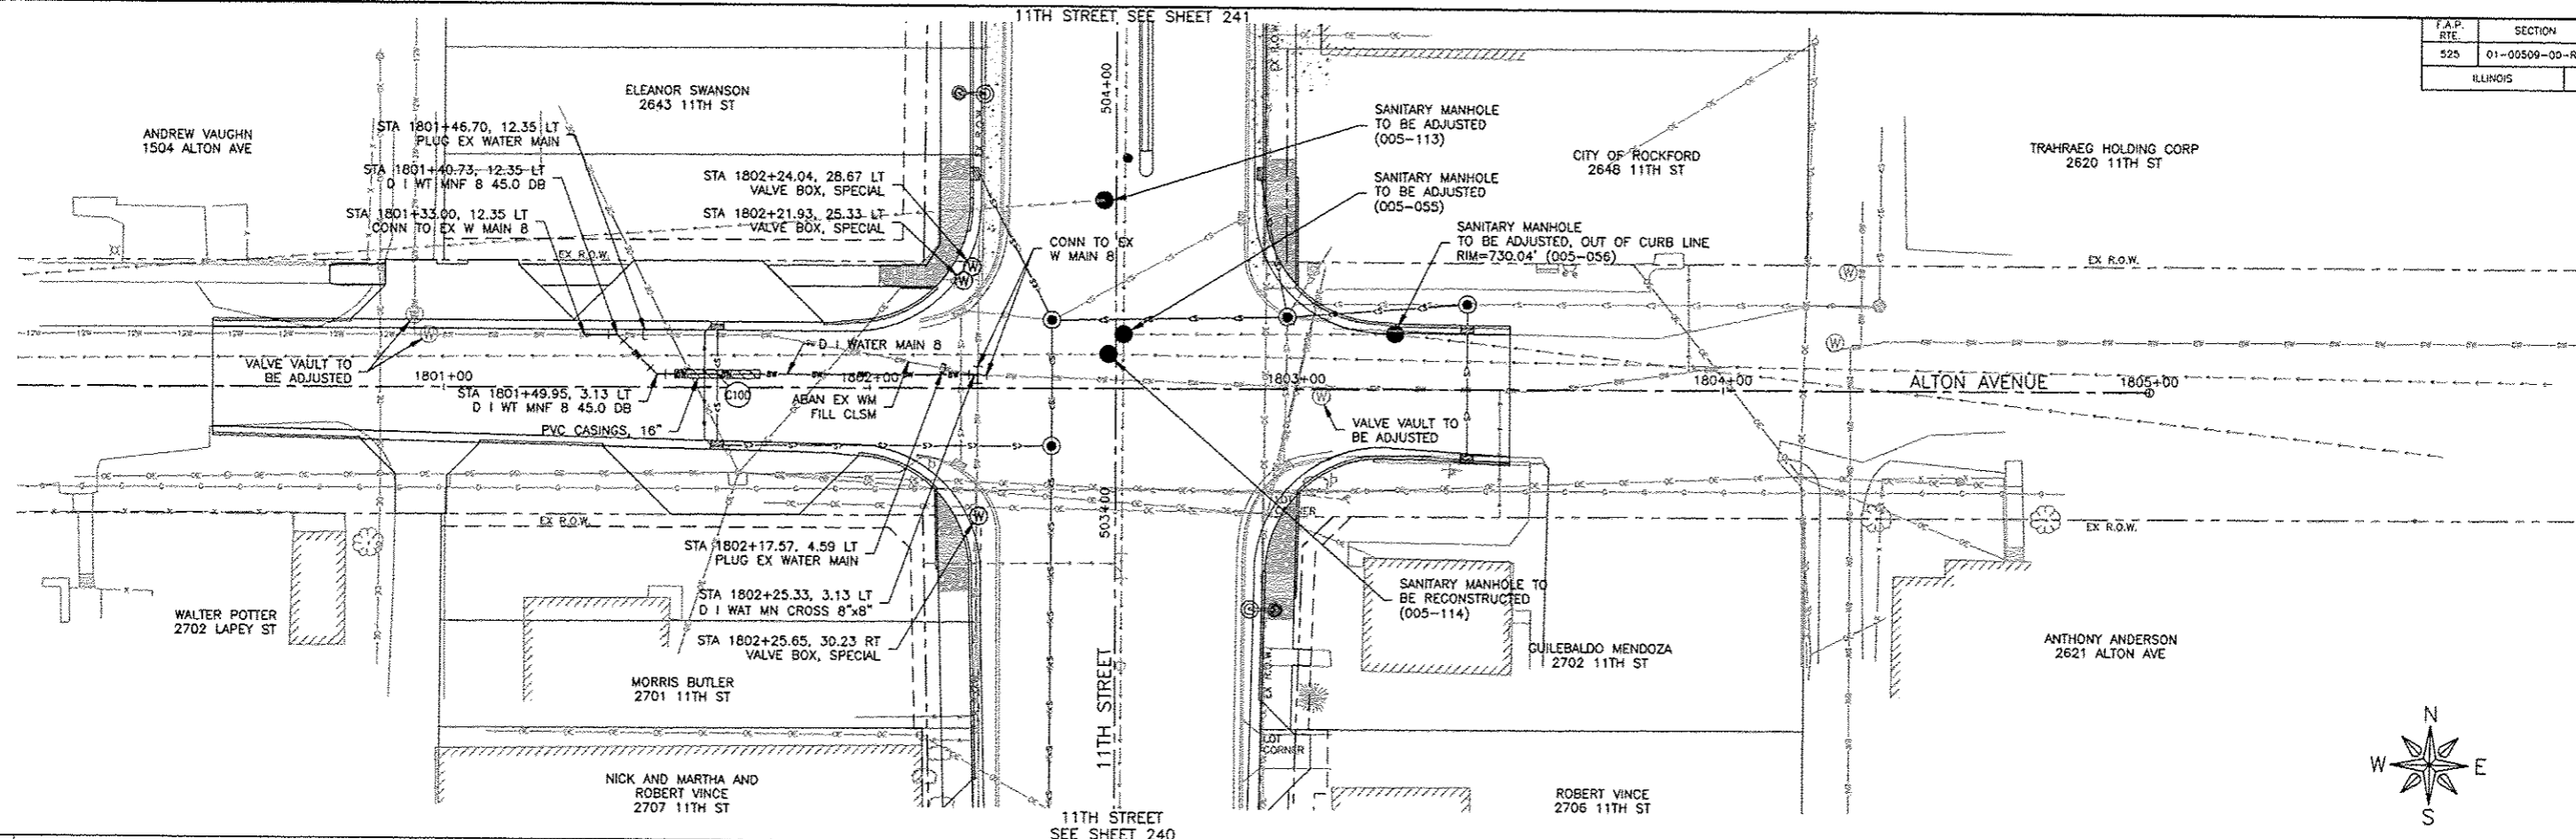 11TH STREET SEE SHEET 241
F.A.P. RTE.
SECTION
525
01-00509-00-R
ILLINOIS
ANDREW VAUGHN
1504 ALTON AVE
ELEANOR SWANSON
2643 11TH ST
STA 1801+46.70, 12.35 LT
PLUG EX WATER MAIN
STA 1801+40.73, 12.35 LT
D I WT MNF 8 45.0 DB
STA 1801+33.00, 12.35 LT
CONN TO EX W MAIN 8
STA 1802+24.04, 28.67 LT
VALVE BOX, SPECIAL
STA 1802+21.93, 25.33 LT
VALVE BOX, SPECIAL
504+00
EX R.O.W.
EX R.O.W.
SANITARY MANHOLE
TO BE ADJUSTED
(005-113)
SANITARY MANHOLE
TO BE ADJUSTED
(005-055)
CITY OF ROCKFORD
2648 11TH ST
SANITARY MANHOLE
TO BE ADJUSTED, OUT OF CURB LINE
RIM=730.04' (005-056)
TRAHRAEG HOLDING CORP
2620 11TH ST
CONN TO EX
W MAIN 8
EX R.O.W.
EX R.O.W.
VALVE VAULT TO
BE ADJUSTED
1801+00
D I WATER MAIN 8
1802+00
1803+00
1804+00
ALTON AVENUE
1805+00
STA 1801+49.95, 3.13 LT
D I WT MNF 8 45.0 DB
C100
ABAN EX WM
FILL CLSM
PVC CASINGS, 16"
VALVE VAULT TO
BE ADJUSTED
LOT
CORNER
503+00
EX R.O.W.
EX R.O.W.
STA 1802+17.57, 4.59 LT
PLUG EX WATER MAIN
STA 1802+25.33, 3.13 LT
D I WAT MN CROSS 8"x8"
STA 1802+25.65, 30.23 RT
VALVE BOX, SPECIAL
SANITARY MANHOLE TO
BE RECONSTRUCTED
(005-114)
WALTER POTTER
2702 LAPEY ST
MORRIS BUTLER
2701 11TH ST
11TH STREET
EX R.O.W.
GUILEBALDO MENDOZA
2702 11TH ST
ANTHONY ANDERSON
2621 ALTON AVE
LOT
CORNER
NICK AND MARTHA AND
ROBERT VINCE
2707 11TH ST
ROBERT VINCE
2706 11TH ST
N
W
E
S
11TH STREET
SEE SHEET 240